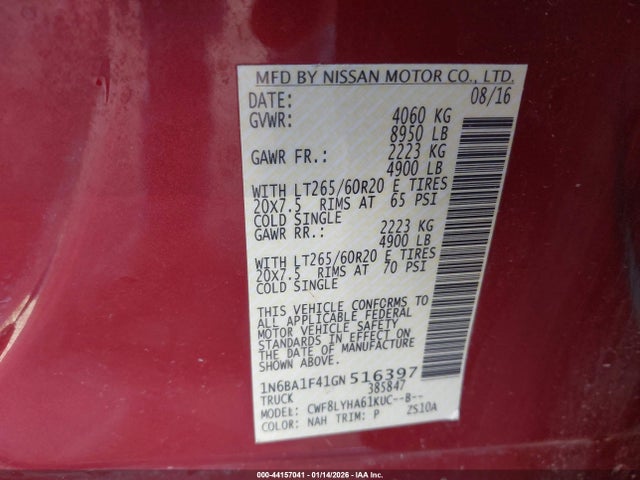 MFD BY NISSAN MOTOR CO., LTD.
DATE: 08/16
GVWR: 4060 KG
8950 LB
GAWR FR.: 2223 KG
4900 LB
WITH LT265/60R20 E TIRES
20x7.5 RIMS AT 65 PSI
COLD SINGLE
GAWR RR.: 2223 KG
4900 LB
WITH LT265/60R20 E TIRES
20x7.5 RIMS AT 70 PSI
COLD SINGLE
THIS VEHICLE CONFORMS TO
ALL APPLICABLE FEDERAL
MOTOR VEHICLE SAFETY
STANDARDS IN EFFECT ON
THE DATE OF MANUFACTURE
SHOWN ABOVE.
1N6BA1F41GN516397
TRUCK 385847
MODEL: CWF8LYHA61KUC--B--
COLOR: NAH TRIM: P ZS10A
000-44157041 - 01/14/2026 - IAA Inc.